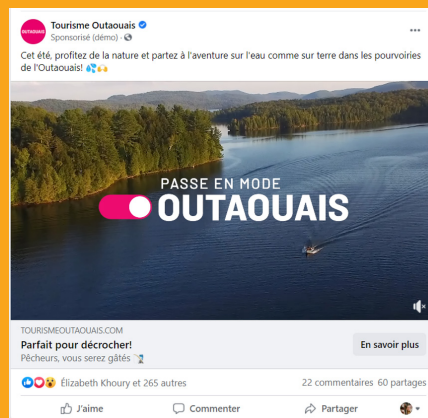 OUTAOUAIS
Tourisme Outaouais
Sponsorisé (démo) ·
Cet été, profitez de la nature et partez à l'aventure sur l'eau comme sur terre dans les pourvoiries
de l'Outaouais! 💦🙌
PASSE EN MODE
OUTAOUAIS
TOURISMEOUTAOUAIS.COM
Parfait pour décrocher!
Pêcheurs, vous serez gâtés 🎣
En savoir plus
Élizabeth Khoury et 265 autres
22 commentaires 60 partages
J'aime
Commenter
Partager